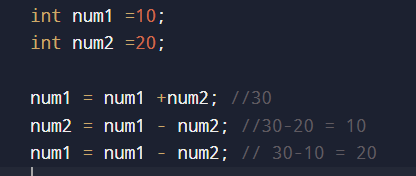 int num1 =10;
int num2 =20;
num1 = num1 +num2; //30
num2 = num1 - num2; //30-20 = 10
num1 = num1 - num2; // 30-10 = 20